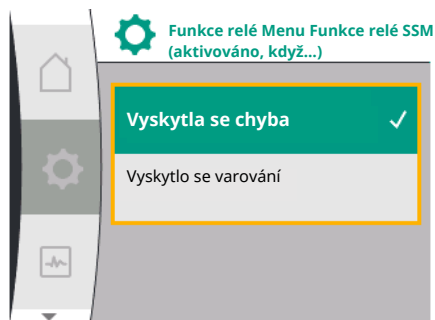 Funkce relé Menu Funkce relé SSM
(aktivováno, když...)
Vyskytla se chyba
Vyskytlo se varování